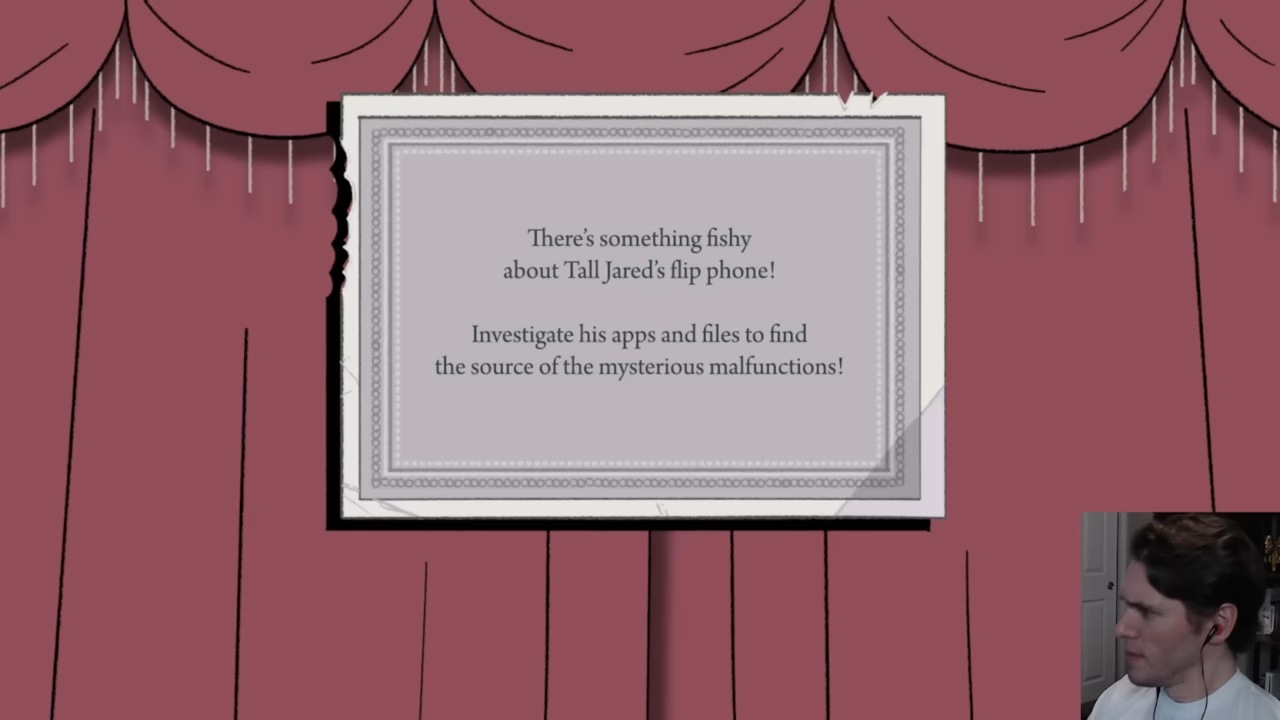 There's something fishy
about Tall Jared's flip phone!
Investigate his apps and files to find
the source of the mysterious malfunctions!